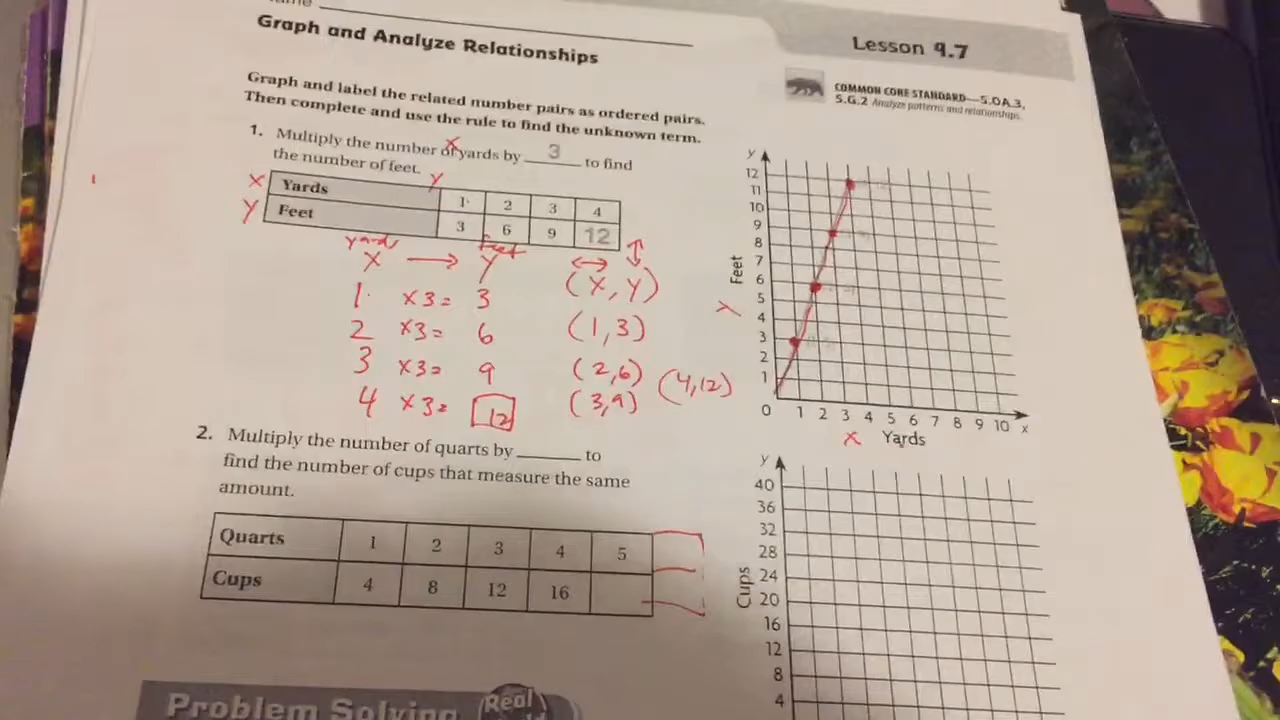 Graph and Analyze Relationships
Lesson 9.7
COMMON CORE STANDARD—5.OA.3,
5.G.2 Analyze patterns and relationships.
Graph and label the related number pairs as ordered pairs.
Then complete and use the rule to find the unknown term.
1. Multiply the number of yards by 3 to find
the number of feet.
x
y
x Yards 1 2 3 4
y Feet 3 6 9 12
yards feet
x → y (x, y)
1 x3= 3 (1,3)
2 x3= 6 (2,6)
3 x3= 9 (3,9)
4 x3= 12 (4,12)
y
12
11
10
9
8
7
6
5
4
3
2
1
Feet
y
0 1 2 3 4 5 6 7 8 9 10 x
x Yards
2. Multiply the number of quarts by ______ to
find the number of cups that measure the same
amount.
Quarts 1 2 3 4 5
Cups 4 8 12 16
y
40
36
32
28
24
20
16
12
8
4
Cups
Problem Solving Real